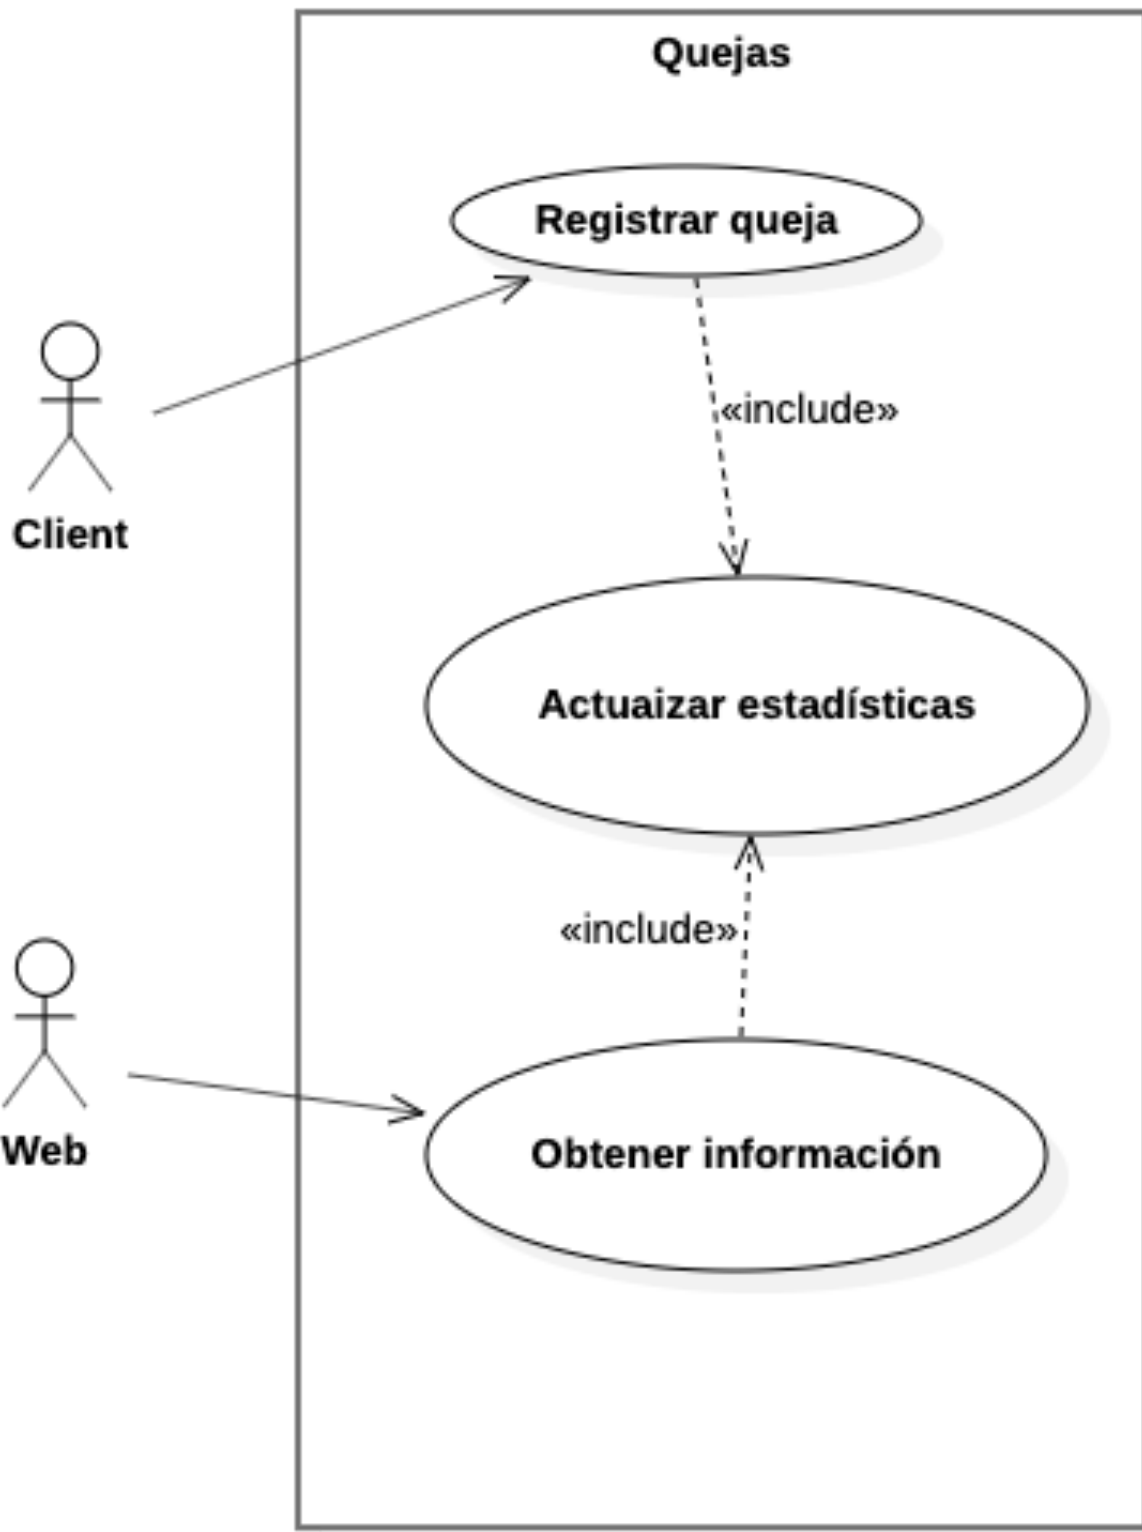 Quejas
Registrar queja
«include»
Client
Actuaizar estadísticas
«include»
Web
Obtener información